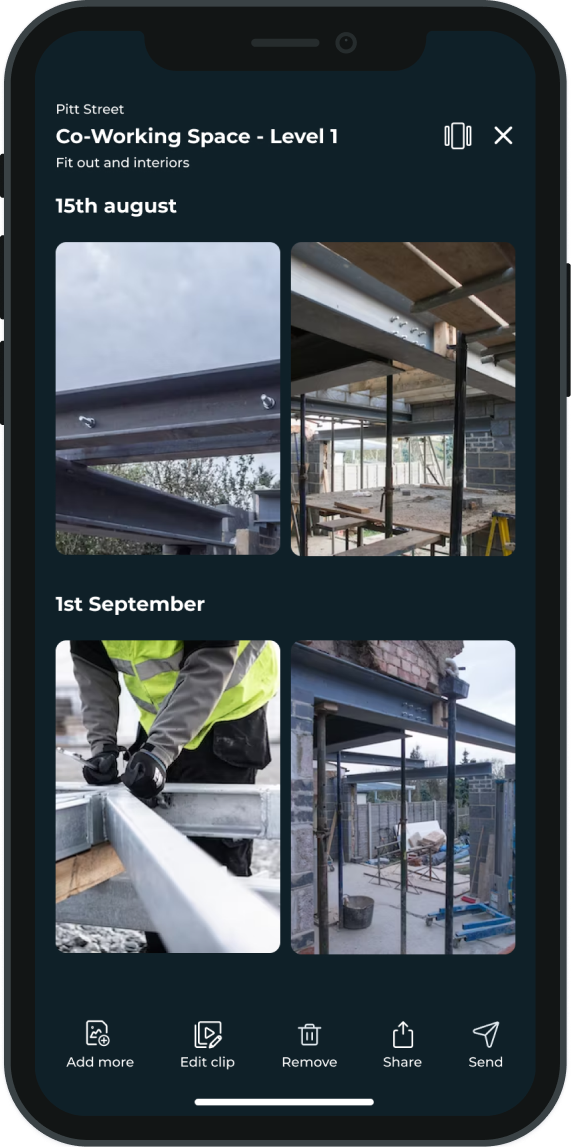 Pitt Street
Co-Working Space - Level 1
Fit out and interiors
15th august
1st September
Add more
Edit clip
Remove
Share
Send